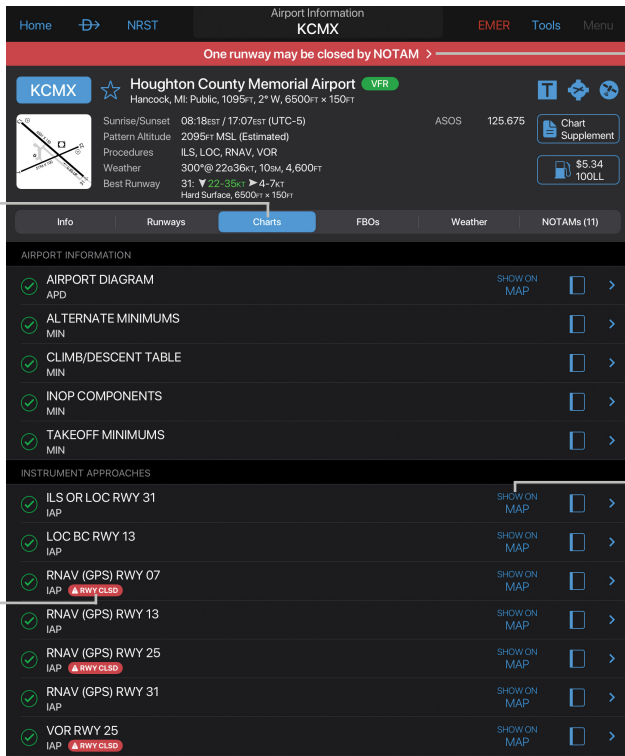 Home
NRST
Airport Information
KCMX
EMER
Tools
Menu
One runway may be closed by NOTAM >
KCMX
Houghton County Memorial Airport VFR
Hancock, MI: Public, 1095FT, 2° W, 6500FT × 150FT
T
Sunrise/Sunset 08:18EST / 17:07EST (UTC-5)
ASOS 125.675
Chart
Supplement
Pattern Altitude 2095FT MSL (Estimated)
Procedures ILS, LOC, RNAV, VOR
Weather 300°@ 22G36KT, 10SM, 4,600FT
$5.34
100LL
Best Runway 31: ▼22-35KT ➤4-7KT
Hard Surface, 6500FT × 150FT
Info Runways Charts FBOs Weather NOTAMs (11)
AIRPORT INFORMATION
AIRPORT DIAGRAM
APD
SHOW ON
MAP
ALTERNATE MINIMUMS
MIN
CLIMB/DESCENT TABLE
MIN
INOP COMPONENTS
MIN
TAKEOFF MINIMUMS
MIN
INSTRUMENT APPROACHES
ILS OR LOC RWY 31
IAP
SHOW ON
MAP
LOC BC RWY 13
IAP
SHOW ON
MAP
RNAV (GPS) RWY 07
IAP RWY CLSD
SHOW ON
MAP
RNAV (GPS) RWY 13
IAP
SHOW ON
MAP
RNAV (GPS) RWY 25
IAP RWY CLSD
SHOW ON
MAP
RNAV (GPS) RWY 31
IAP
SHOW ON
MAP
VOR RWY 25
IAP RWY CLSD
SHOW ON
MAP